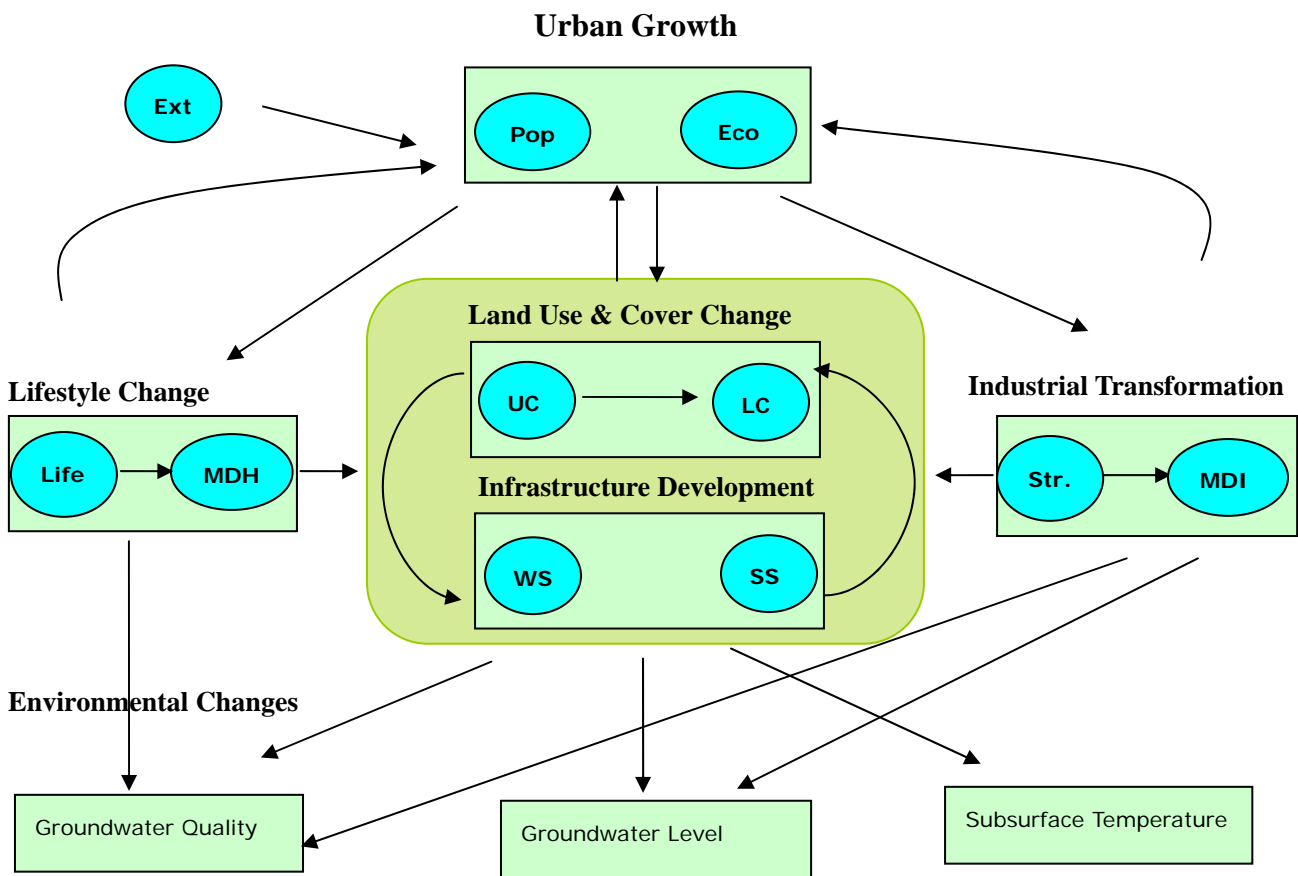 Urban Growth
Ext
Pop
Eco
Land Use & Cover Change
UC
LC
Lifestyle Change
Life
MDH
Industrial Transformation
Str.
MDI
Infrastructure Development
WS
SS
Environmental Changes
Groundwater Quality
Groundwater Level
Subsurface Temperature